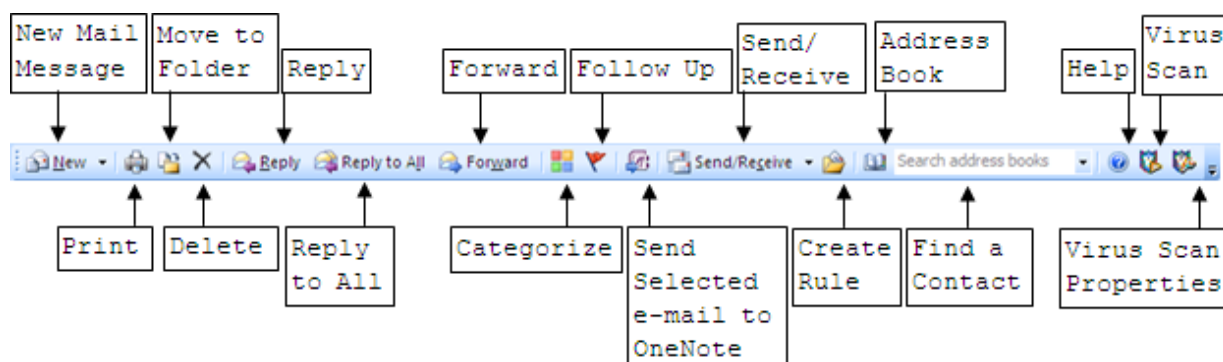 New Mail
Message
Move to
Folder
Reply
Forward
Follow Up
Send/
Receive
Address
Book
Help
Virus
Scan
New
Reply
Reply to All
Forward
Send/Receive
Search address books
Print
Delete
Reply
to All
Categorize
Send
Selected
e-mail to
OneNote
Create
Rule
Find a
Contact
Virus Scan
Properties